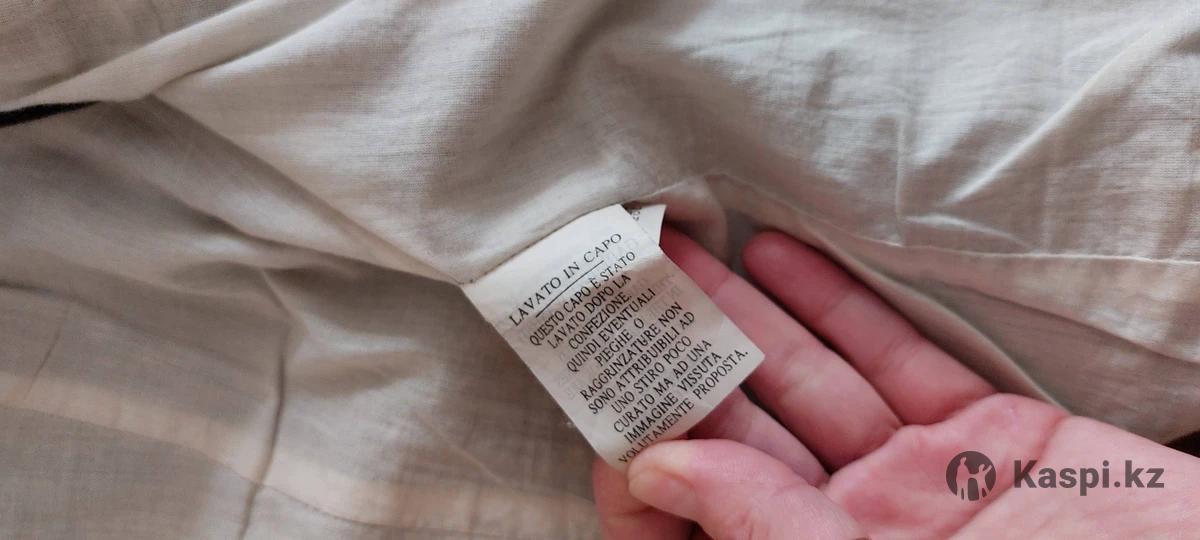 LAVATO IN CAPO
QUESTO CAPO È STATO
LAVATO DOPO LA
CONFEZIONE,
QUINDI EVENTUALI
PIEGHE O
RAGGRINZATURE NON
SONO ATTRIBUIBILI AD
UNO STIRO POCO
CURATO MA AD UNA
IMMAGINE VISSUTA
VOLUTAMENTE PROPOSTA.
Kaspi.kz